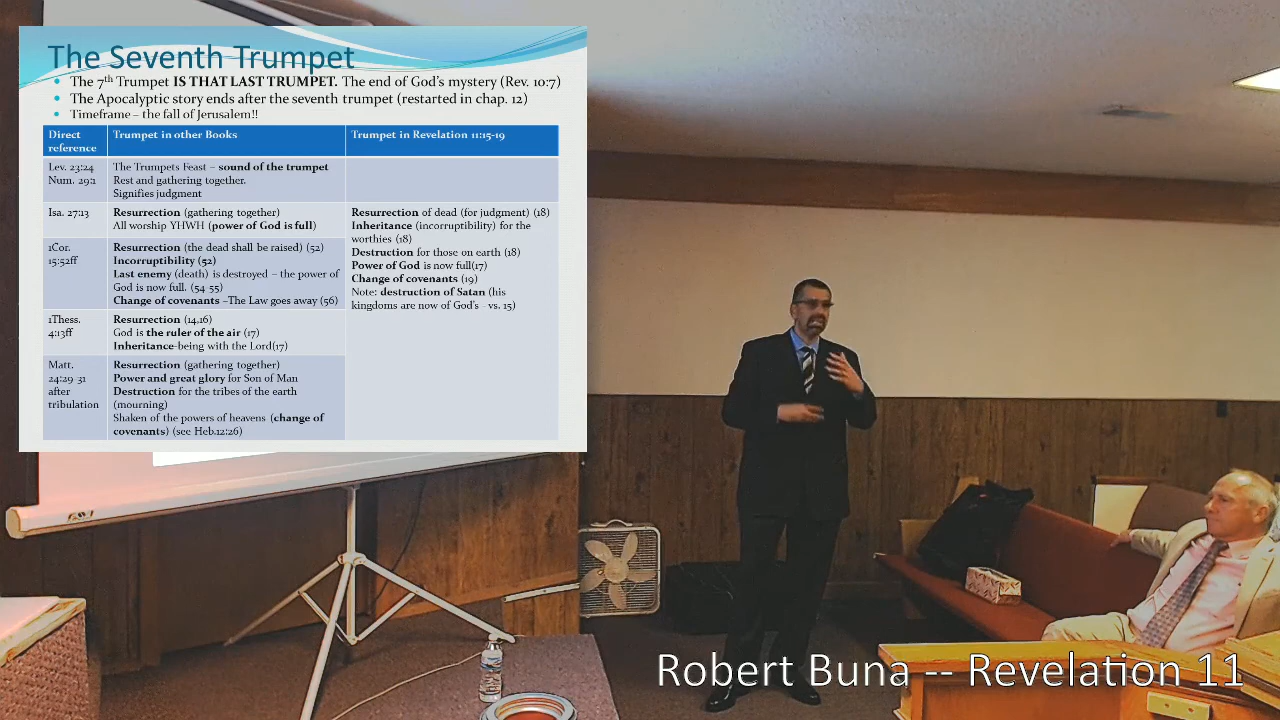 The Seventh Trumpet
• The 7th Trumpet IS THAT LAST TRUMPET. The end of God's mystery (Rev. 10:7)
• The Apocalyptic story ends after the seventh trumpet (restarted in chap. 12)
• Timeframe – the fall of Jerusalem!!
Direct reference
Trumpet in other Books
Trumpet in Revelation 11:15-19
Lev. 23:24
Num. 29:1
The Trumpets Feast – sound of the trumpet
Rest and gathering together.
Signifies judgment
Isa. 27:13
Resurrection (gathering together)
All worship YHWH (power of God is full)
Resurrection of dead (for judgment) (18)
Inheritance (incorruptibility) for the
worthies (18)
Destruction for those on earth (18)
Power of God is now full(17)
Change of covenants (19)
Note: destruction of Satan (his
kingdoms are now of God's – vs. 15)
1Cor.
15:52ff
Resurrection (the dead shall be raised) (52)
Incorruptibility (52)
Last enemy (death) is destroyed – the power of
God is now full. (54-55)
Change of covenants –The Law goes away (56)
1Thess.
4:13ff
Resurrection (14,16)
God is the ruler of the air (17)
Inheritance-being with the Lord(17)
Matt.
24:29-31
after
tribulation
Resurrection (gathering together)
Power and great glory for Son of Man
Destruction for the tribes of the earth
(mourning)
Shaken of the powers of heavens (change of
covenants) (see Heb.12:26)
Robert Buna -- Revelation 11